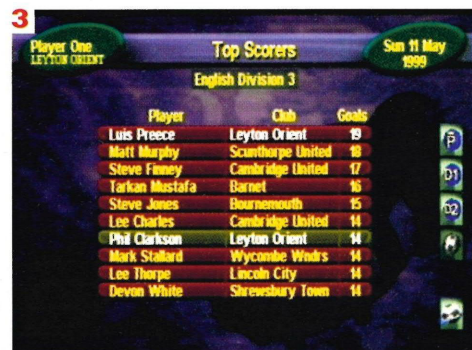 3
Player One
LEYTON ORIENT
Top Scorers
Sun 11 May
1999
English Division 3
Player Club Goals
Luis Preece Leyton Orient 19
Matt Murphy Scunthorpe United 18
Steve Finney Cambridge United 17
Tarkan Mustafa Barnet 16
Steve Jones Bournemouth 15
Lee Charles Cambridge United 14
Phil Clarkson Leyton Orient 14
Mark Stallard Wycombe Wndrs 14
Lee Thorpe Lincoln City 14
Devon White Shrewsbury Town 14
P
D1
D2